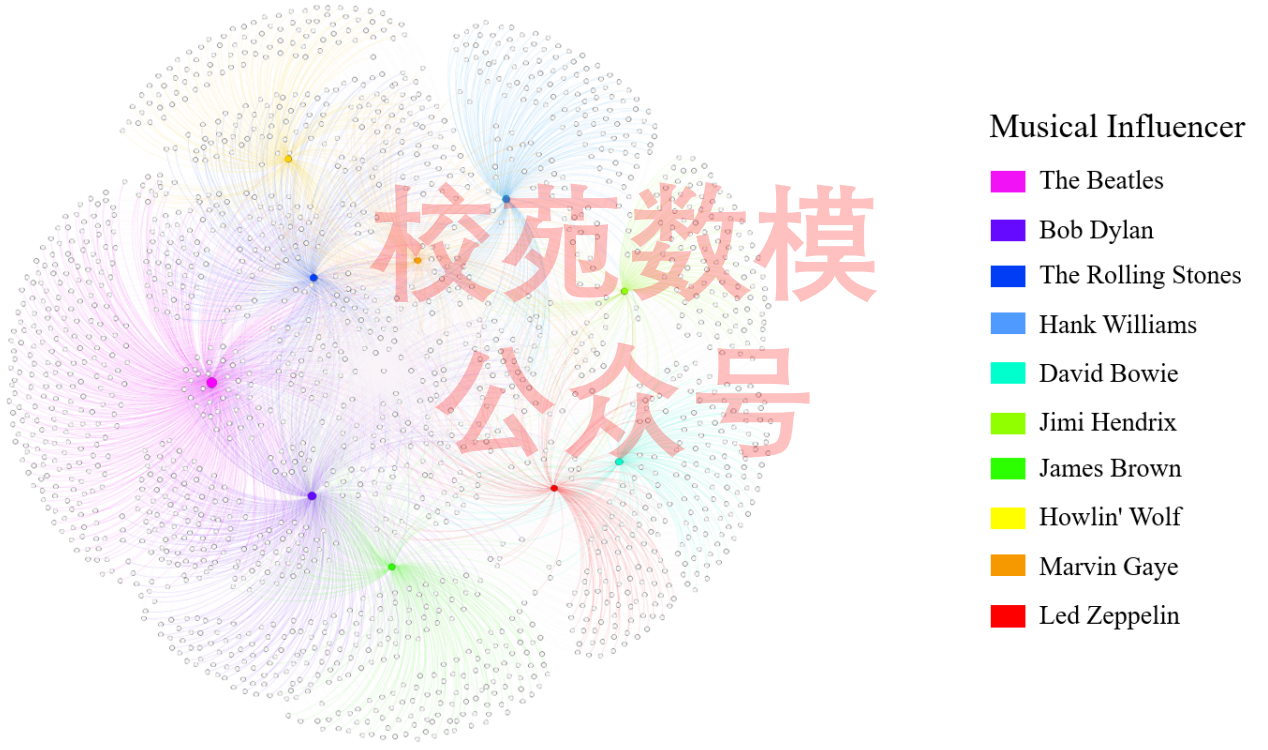 校苑数模
公众号
Musical Influencer
The Beatles
Bob Dylan
The Rolling Stones
Hank Williams
David Bowie
Jimi Hendrix
James Brown
Howlin' Wolf
Marvin Gaye
Led Zeppelin